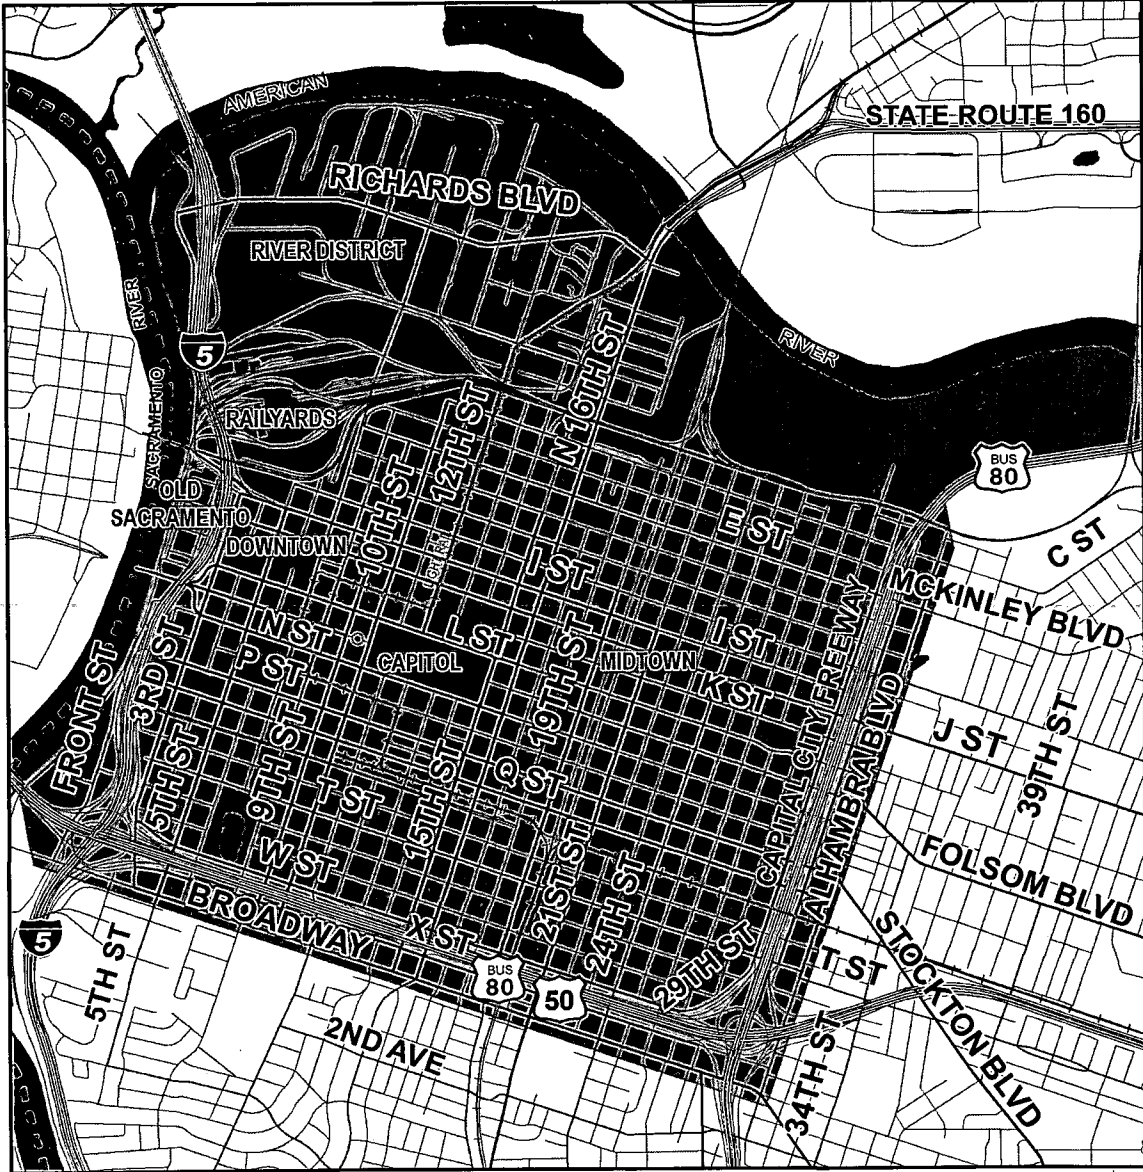 AMERICAN
STATE ROUTE 160
RICHARDS BLVD
RIVER DISTRICT
RIVER
RIVER
5
N 16TH ST
SACRAMENTO
RAILYARDS
12TH ST
BUS
80
OLD
SACRAMENTO
10TH ST
E ST
DOWNTOWN
C ST
I ST
MCKINLEY BLVD
N ST
L ST
I ST
CAPITOL
MIDTOWN
P ST
K ST
19TH ST
3RD ST
FRONT ST
CAPITAL CITY FREEWAY
ALHAMBRA BLVD
J ST
39TH ST
5TH ST
9TH ST
T ST
15TH ST
Q ST
W ST
FOLSOM BLVD
BROADWAY
X ST
21ST ST
24TH ST
5
5TH ST
BUS
80
50
29TH ST
T ST
STOCKTON BLVD
2ND AVE
34TH ST